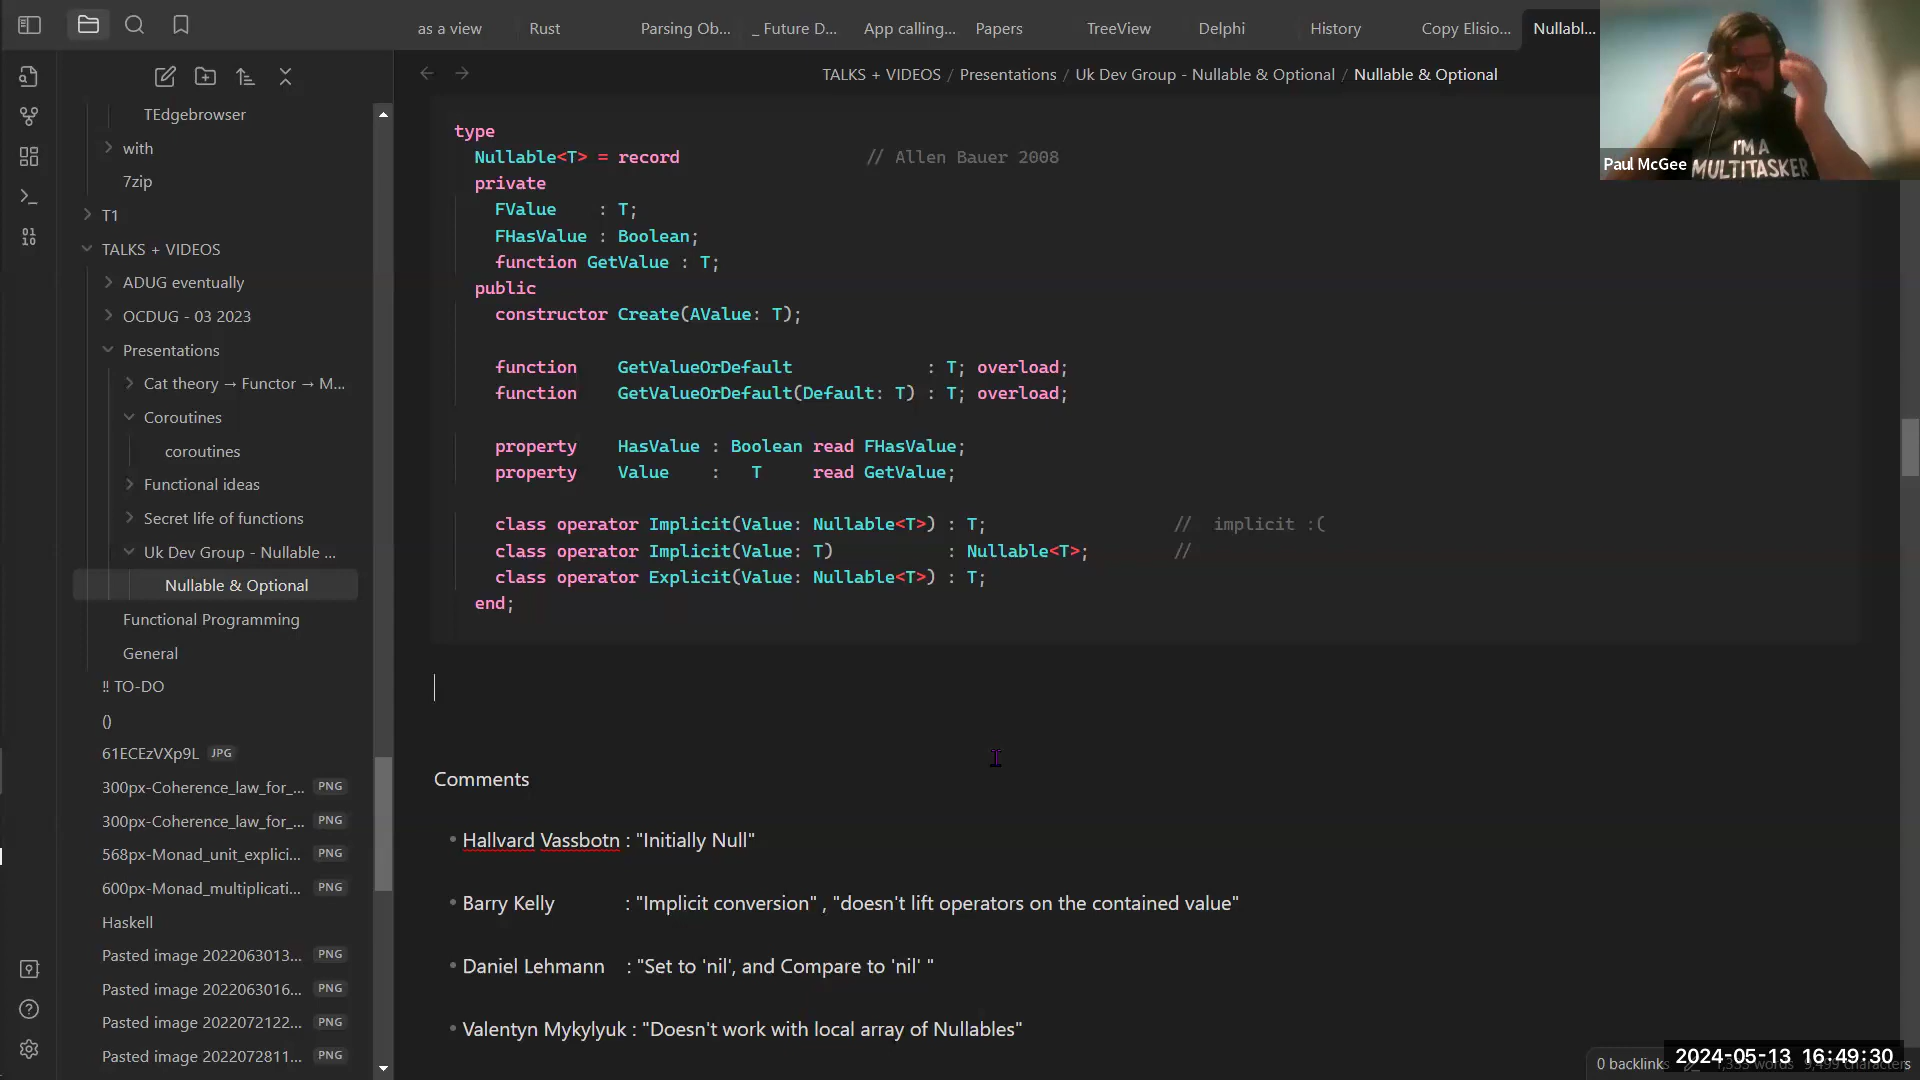 as a view
Rust
Parsing Ob...
_ Future D...
App calling...
Papers
TreeView
Delphi
History
Copy Elisio...
Nullabl...
TALKS + VIDEOS / Presentations / Uk Dev Group - Nullable & Optional / Nullable & Optional
TEdgebrowser
with
7zip
T1
TALKS + VIDEOS
ADUG eventually
OCDUG - 03 2023
Presentations
Cat theory → Functor → M...
Coroutines
coroutines
Functional ideas
Secret life of functions
Uk Dev Group - Nullable ...
Nullable & Optional
Functional Programming
General
!! TO-DO
()
61ECEzVXp9L JPG
300px-Coherence_law_for_... PNG
300px-Coherence_law_for_... PNG
568px-Monad_unit_explici... PNG
600px-Monad_multiplicati... PNG
Haskell
Pasted image 2022063013... PNG
Pasted image 2022063016... PNG
Pasted image 2022072122... PNG
Pasted image 2022072811... PNG
type
Nullable<T> = record // Allen Bauer 2008
private
FValue : T;
FHasValue : Boolean;
function GetValue : T;
public
constructor Create(AValue: T);
function GetValueOrDefault : T; overload;
function GetValueOrDefault(Default: T) : T; overload;
property HasValue : Boolean read FHasValue;
property Value : T read GetValue;
class operator Implicit(Value: Nullable<T>) : T; // implicit :(
class operator Implicit(Value: T) : Nullable<T>; //
class operator Explicit(Value: Nullable<T>) : T;
end;
Comments
• Hallvard Vassbotn : "Initially Null"
• Barry Kelly : "Implicit conversion" , "doesn't lift operators on the contained value"
• Daniel Lehmann : "Set to 'nil', and Compare to 'nil' "
• Valentyn Mykylyuk : "Doesn't work with local array of Nullables"
I'M A
MULTITASKER
Paul McGee
0 backlinks
2024-05-13 16:49:30